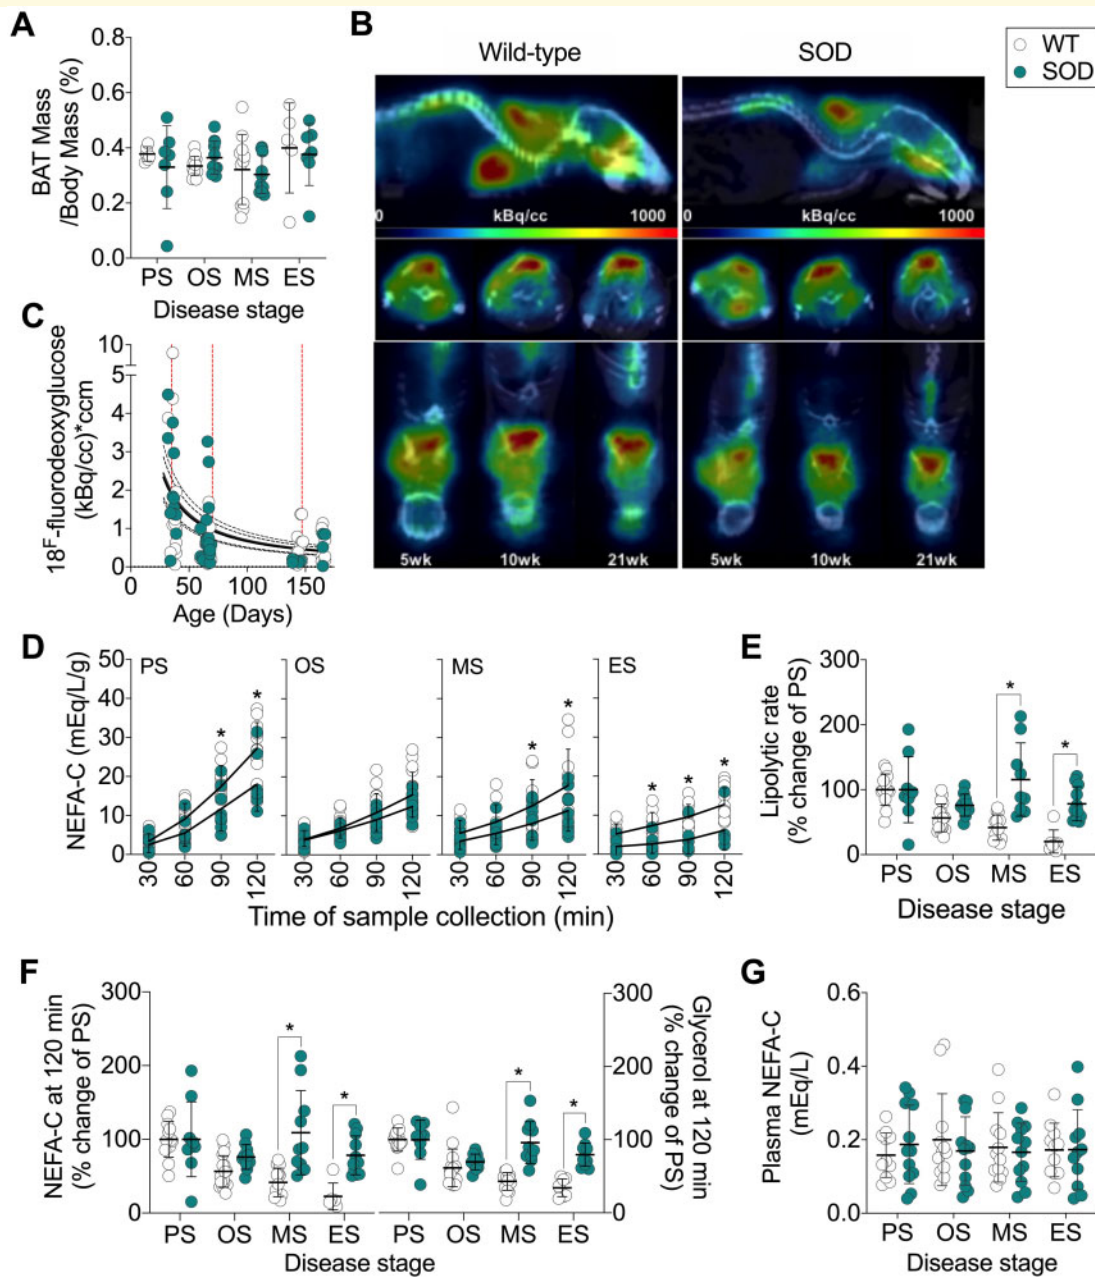 A
0.8
0.6
0.4
0.2
0.0
BAT Mass
/Body Mass (%)
PS OS MS ES
Disease stage
B
Wild-type
SOD
0 kBq/cc 1000
0 kBq/cc 1000
5wk 10wk 21wk
5wk 10wk 21wk
WT
SOD
C
10
5
4
3
2
1
0
18F-fluorodeoxyglucose
(kBq/cc)*ccm
0 50 100 150
Age (Days)
D
50
40
30
20
10
0
NEFA-C (mEq/L/g)
PS
OS
MS
ES
*
*
*
*
*
*
*
30 60 90 120
30 60 90 120
30 60 90 120
30 60 90 120
Time of sample collection (min)
E
300
200
100
0
Lipolytic rate
(% change of PS)
*
*
PS OS MS ES
Disease stage
F
300
200
100
0
NEFA-C at 120 min
(% change of PS)
*
*
*
*
300
200
100
0
Glycerol at 120 min
(% change of PS)
PS OS MS ES
PS OS MS ES
Disease stage
G
0.6
0.4
0.2
0.0
Plasma NEFA-C
(mEq/L)
PS OS MS ES
Disease stage